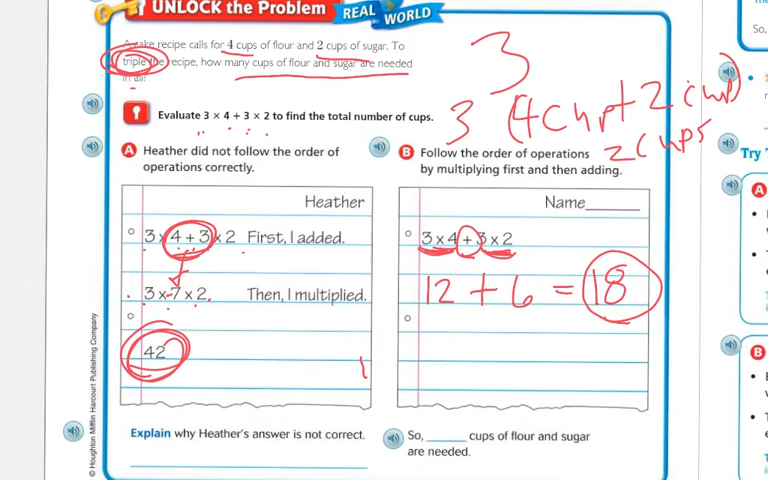 UNLOCK the Problem REAL WORLD
cake recipe calls for 4 cups of flour and 2 cups of sugar. To
triple the recipe, how many cups of flour and sugar are needed
in all?
3
3 (4 cup + 2 cup)
2 cups
Evaluate 3 × 4 + 3 × 2 to find the total number of cups.
A Heather did not follow the order of
operations correctly.
Heather
3 × 4 + 3 × 2 First, I added.
3 × 7 × 2 Then, I multiplied.
42
Explain why Heather's answer is not correct.
B Follow the order of operations
by multiplying first and then adding.
Name______
3 × 4 + 3 × 2
12 + 6 = 18
So, ______ cups of flour and sugar
are needed.
So,
Try
A
B
© Houghton Mifflin Harcourt Publishing Company